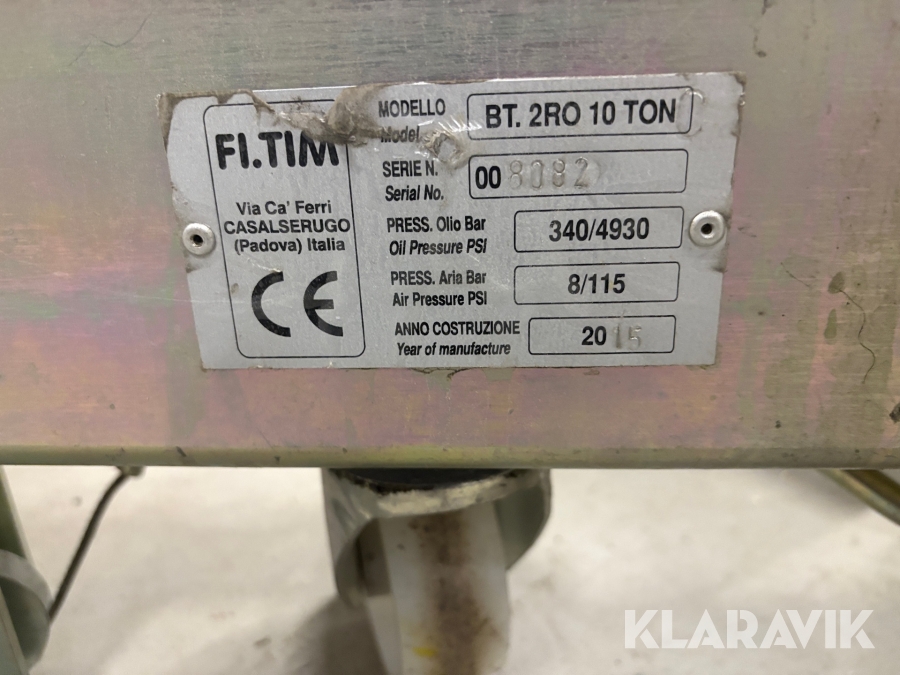 FI.TIM
Via Ca' Ferri
CASALSERUGO
(Padova) Italia
CE
MODELLO
Model
BT. 2RO 10 TON
SERIE N.
Serial No.
00 8082
PRESS. Olio Bar
Oil Pressure PSI
340/4930
PRESS. Aria Bar
Air Pressure PSI
8/115
ANNO COSTRUZIONE
Year of manufacture
2015
KLARAVIK